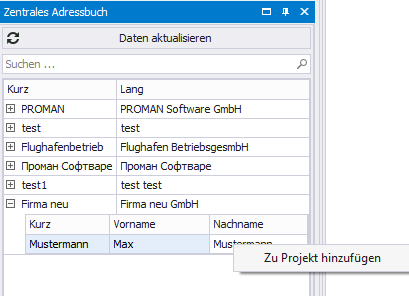 Zentrales Adressbuch
Daten aktualisieren
Suchen ...
Kurz Lang
PROMAN PROMAN Software GmbH
test test
Flughafenbetrieb Flughafen BetriebsgesmbH
Проман Софтваре Проман Софтваре
test1 test test
Firma neu Firma neu GmbH
Kurz Vorname Nachname
Mustermann Max Mustermann
Zu Projekt hinzufügen